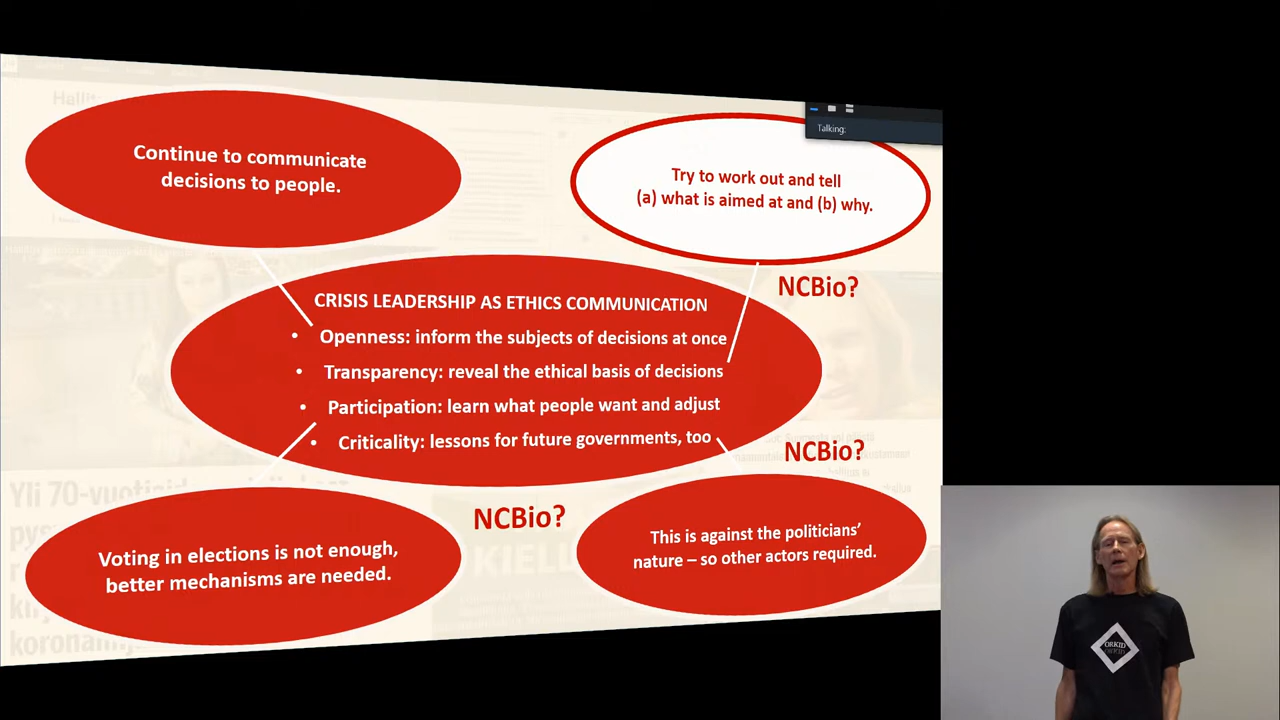 Continue to communicate
decisions to people.
Talking:
Try to work out and tell
(a) what is aimed at and (b) why.
NCBio?
CRISIS LEADERSHIP AS ETHICS COMMUNICATION
• Openness: inform the subjects of decisions at once
• Transparency: reveal the ethical basis of decisions
• Participation: learn what people want and adjust
• Criticality: lessons for future governments, too
NCBio?
NCBio?
Voting in elections is not enough,
better mechanisms are needed.
This is against the politicians’
nature – so other actors required.
Yli 70-vuotiaid
ORKID